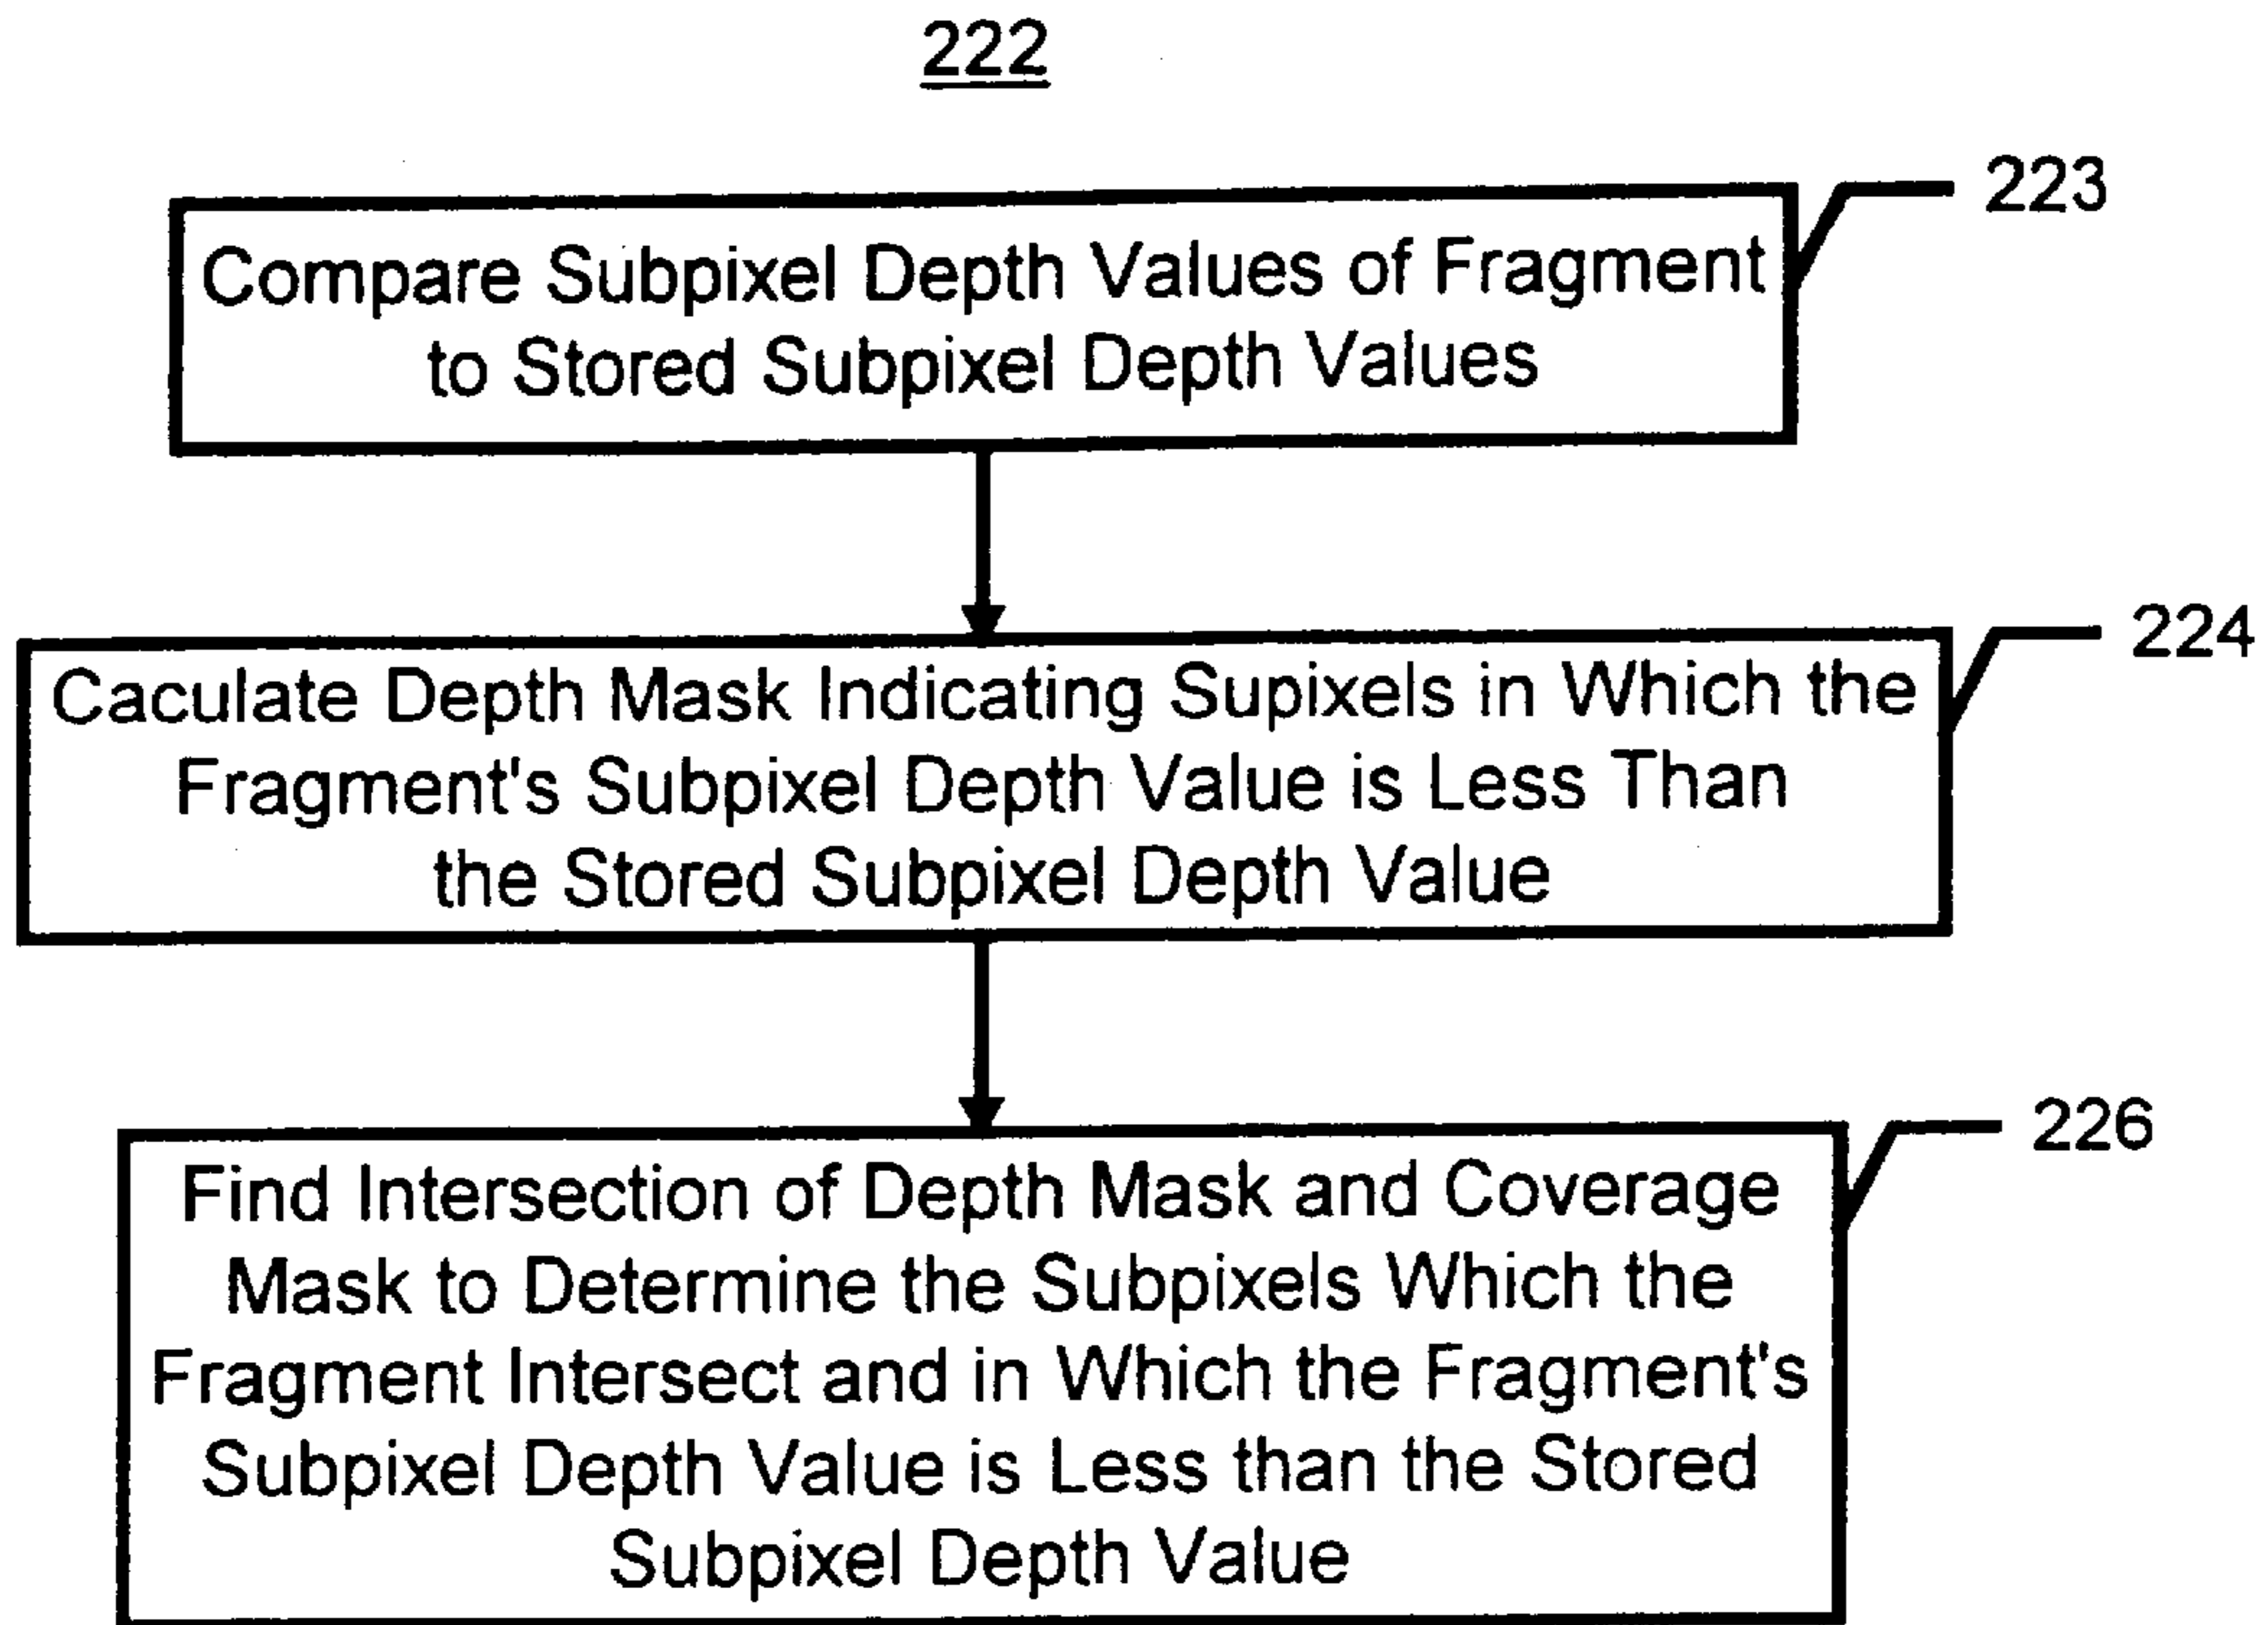 222
223
Compare Subpixel Depth Values of Fragment
to Stored Subpixel Depth Values
224
Caculate Depth Mask Indicating Supixels in Which the
Fragment's Subpixel Depth Value is Less Than
the Stored Subpixel Depth Value
226
Find Intersection of Depth Mask and Coverage
Mask to Determine the Subpixels Which the
Fragment Intersect and in Which the Fragment's
Subpixel Depth Value is Less than the Stored
Subpixel Depth Value